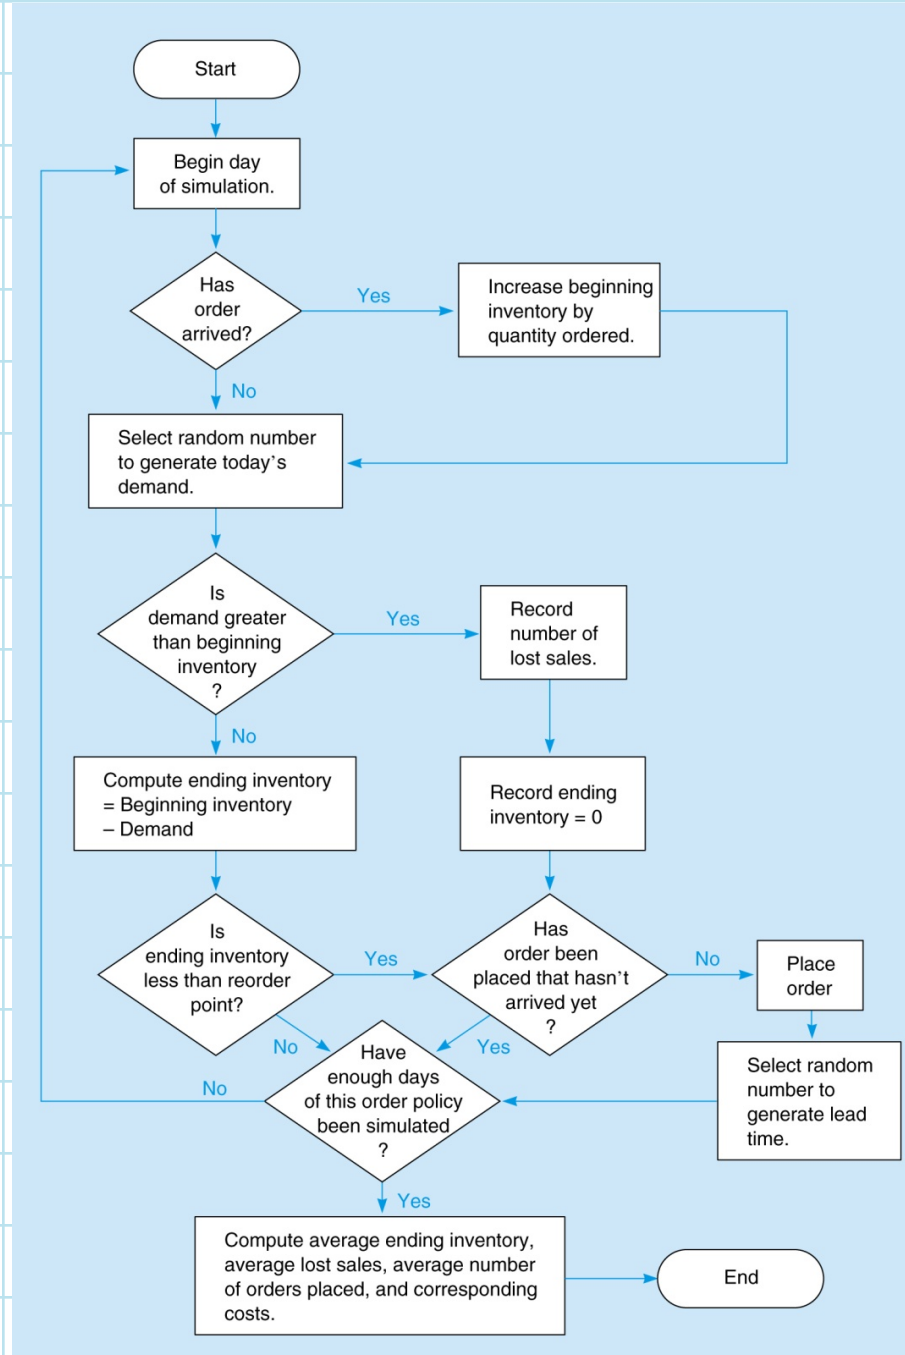 Start
Begin day
of simulation.
Has
order
arrived?
Yes
Increase beginning
inventory by
quantity ordered.
No
Select random number
to generate today's
demand.
Is
demand greater
than beginning
inventory
?
Yes
Record
number of
lost sales.
No
Compute ending inventory
= Beginning inventory
– Demand
Record ending
inventory = 0
Is
ending inventory
less than reorder
point?
Yes
Has
order been
placed that hasn't
arrived yet
?
No
Place
order
No
Yes
Select random
number to
generate lead
time.
Have
enough days
of this order policy
been simulated
?
No
Yes
Compute average ending inventory,
average lost sales, average number
of orders placed, and corresponding
costs.
End